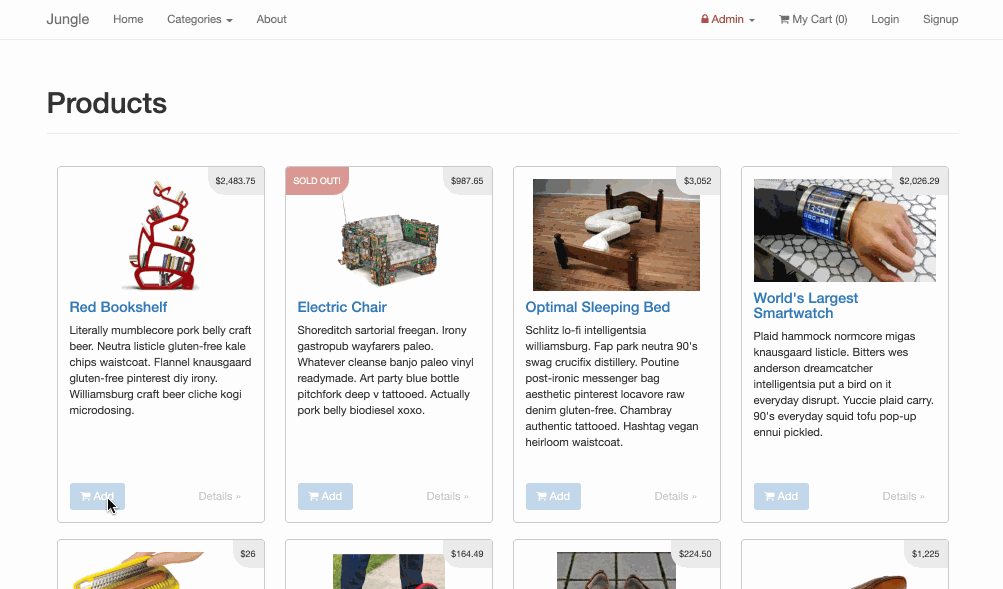 Jungle Home Categories About Admin My Cart (0) Login Signup
Products
$2,483.75
Red Bookshelf
Literally mumblecore pork belly craft
beer. Neutra listicle gluten-free kale
chips waistcoat. Flannel knausgaard
gluten-free pinterest diy irony.
Williamsburg craft beer cliche kogi
microdosing.
Add Details »
SOLD OUT! $987.65
Electric Chair
Shoreditch sartorial freegan. Irony
gastropub wayfarers paleo.
Whatever cleanse banjo paleo vinyl
readymade. Art party blue bottle
pitchfork deep v tattooed. Actually
pork belly biodiesel xoxo.
Add Details »
$3,052
Optimal Sleeping Bed
Schlitz lo-fi intelligentsia
williamsburg. Fap park neutra 90's
swag crucifix distillery. Poutine
post-ironic messenger bag
aesthetic pinterest locavore raw
denim gluten-free. Chambray
authentic tattooed. Hashtag vegan
heirloom waistcoat.
Add Details »
$2,026.29
World's Largest
Smartwatch
Plaid hammock normcore migas
knausgaard listicle. Bitters wes
anderson dreamcatcher
intelligentsia put a bird on it
everyday disrupt. Yuccie plaid carry.
90's everyday squid tofu pop-up
ennui pickled.
Add Details »
$26
$164.49
$224.50
$1,225